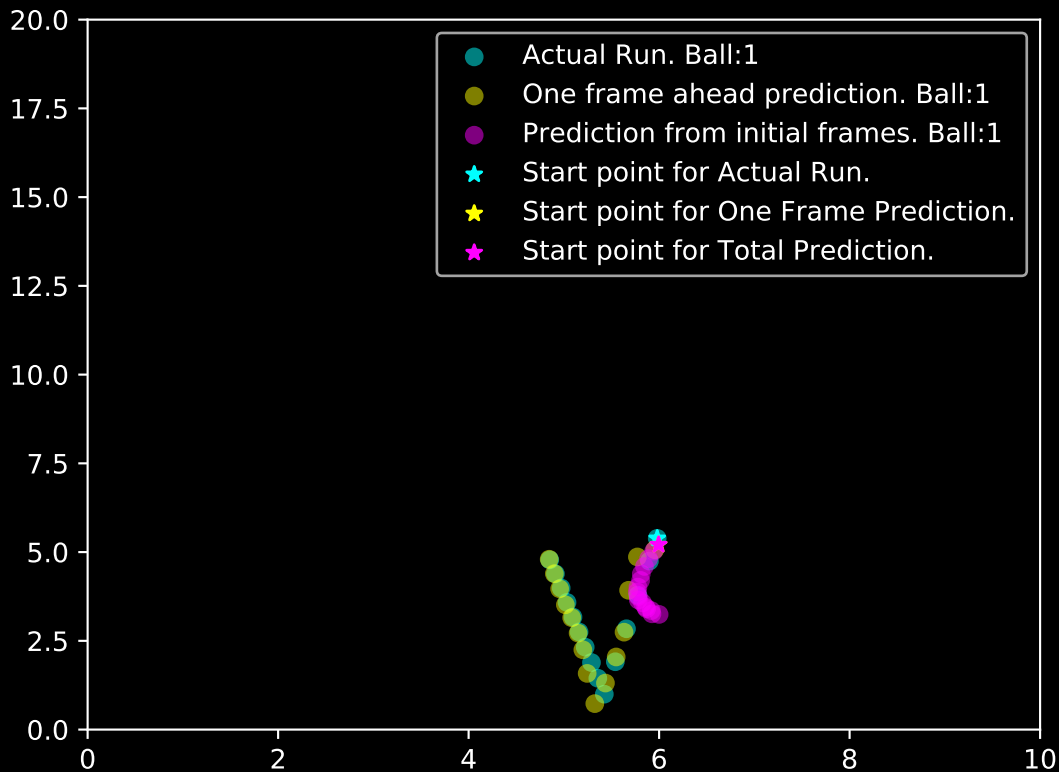 20.0
17.5
15.0
12.5
10.0
7.5
5.0
2.5
0.0
0 2 4 6 8 10
Actual Run. Ball:1
One frame ahead prediction. Ball:1
Prediction from initial frames. Ball:1
Start point for Actual Run.
Start point for One Frame Prediction.
Start point for Total Prediction.